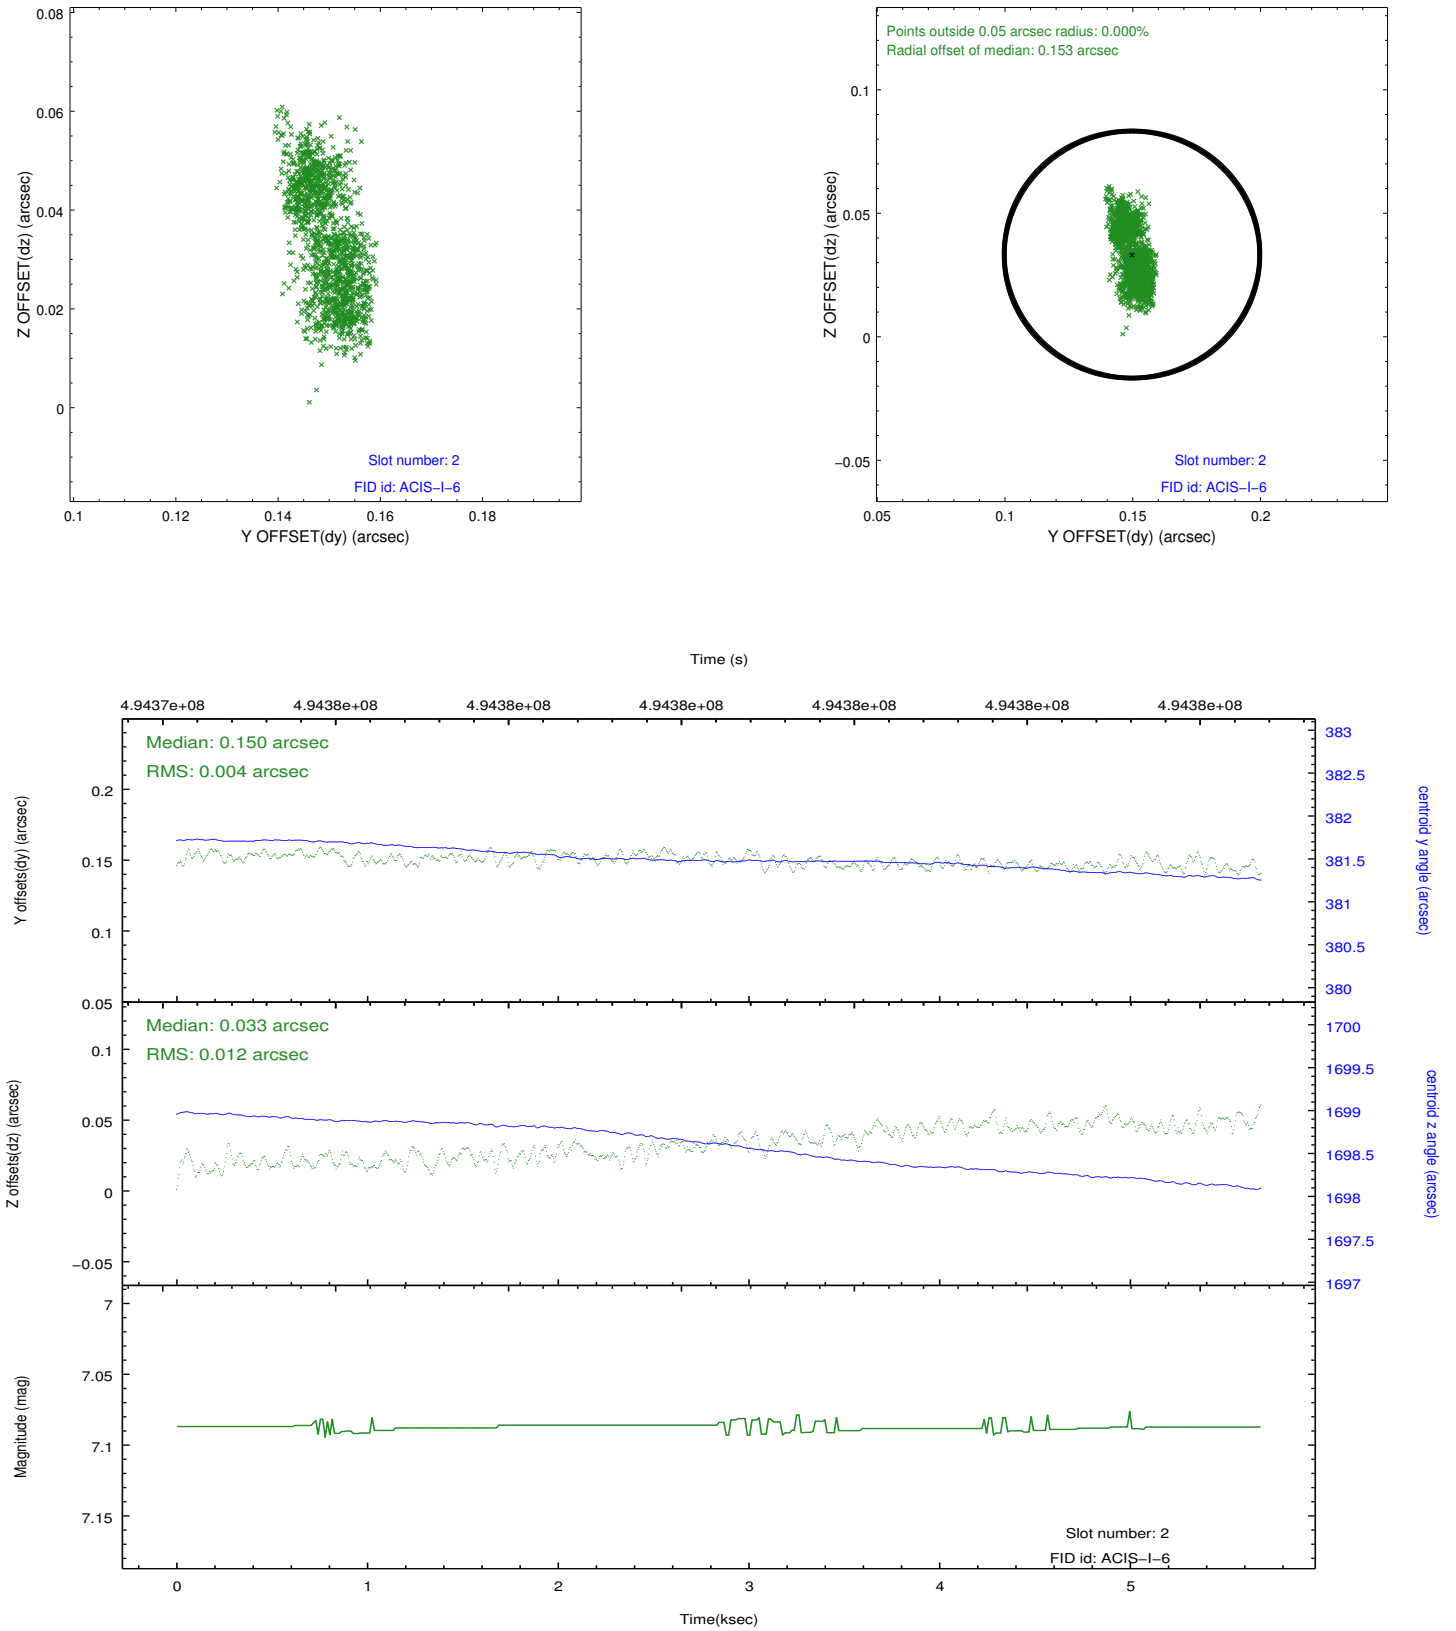 0.08
0.06
0.04
0.02
0
Z OFFSET(dz) (arcsec)
Slot number: 2
FID id: ACIS−I−6
0.1 0.12 0.14 0.16 0.18
Y OFFSET(dy) (arcsec)
Points outside 0.05 arcsec radius: 0.000%
Radial offset of median: 0.153 arcsec
0.1
0.05
0
−0.05
Z OFFSET(dz) (arcsec)
Slot number: 2
FID id: ACIS−I−6
0.05 0.1 0.15 0.2
Y OFFSET(dy) (arcsec)
Time (s)
4.9437e+08 4.9438e+08 4.9438e+08 4.9438e+08 4.9438e+08 4.9438e+08 4.9438e+08
Median: 0.150 arcsec
RMS: 0.004 arcsec
0.2
0.15
0.1
0.05
Y offsets(dy) (arcsec)
383
382.5
382
381.5
381
380.5
380
centroid y angle (arcsec)
Median: 0.033 arcsec
RMS: 0.012 arcsec
0.1
0.05
0
−0.05
Z offsets(dz) (arcsec)
1700
1699.5
1699
1698.5
1698
1697.5
1697
centroid z angle (arcsec)
7
7.05
7.1
7.15
Magnitude (mag)
Slot number: 2
FID id: ACIS−I−6
0 1 2 3 4 5
Time(ksec)